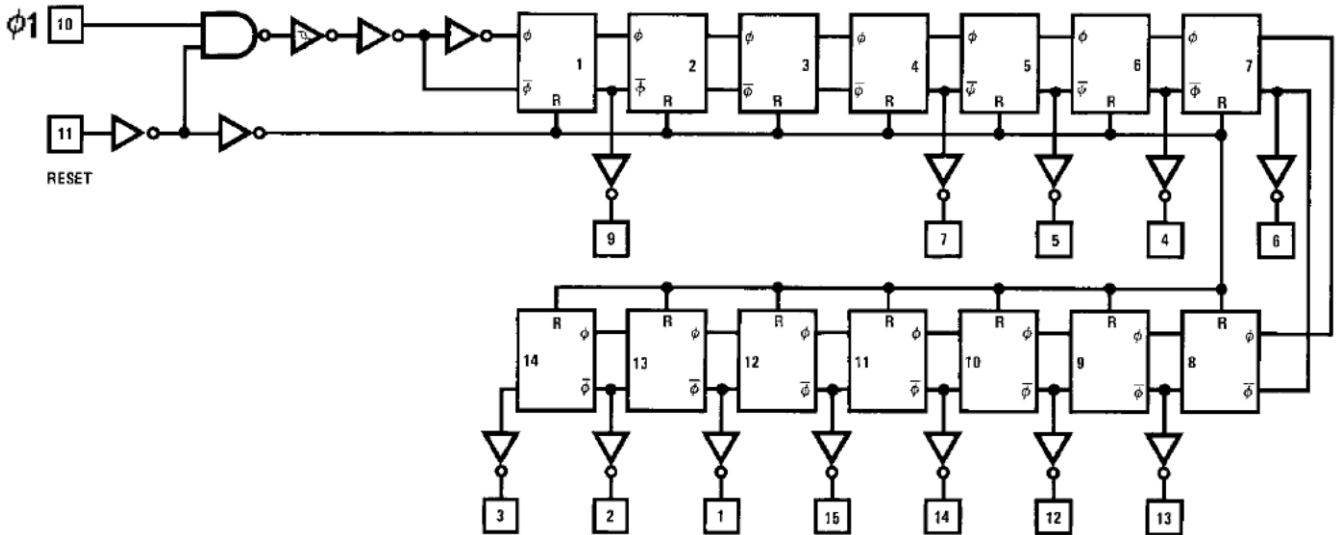 ϕ1 10
ϕ ϕ ϕ ϕ ϕ ϕ ϕ
1 2 3 4 5 6 7
ϕ̅ ϕ̅ ϕ̅ ϕ̅ ψ̅ ψ̅ ϕ̅
R R R R R R R
11
RESET
9 7 5 4 6
R R R R R R R
ϕ ϕ ϕ ϕ ϕ ϕ ϕ
14 13 12 11 10 9 8
ϕ̅ ϕ̅ ϕ̅ ϕ̅ ϕ̅ ϕ̅ ϕ̅
3 2 1 15 14 12 13